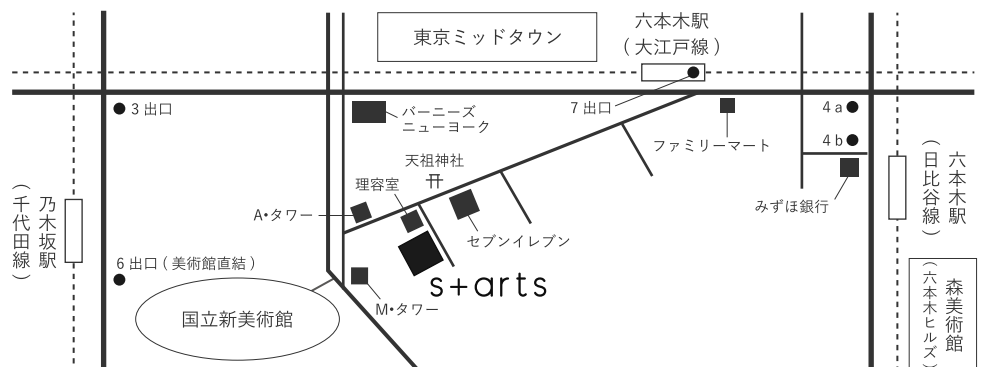 東京ミッドタウン
六本木駅
(大江戸線)
3 出口
バーニーズ
ニューヨーク
7 出口
4 a
4 b
ファミリーマート
天祖神社
理容室
みずほ銀行
A•タワー
セブンイレブン
乃木坂駅
(千代田線)
六本木駅
(日比谷線)
6 出口 ( 美術館直結 )
s+arts
M•タワー
国立新美術館
森美術館
(六本木ヒルズ)